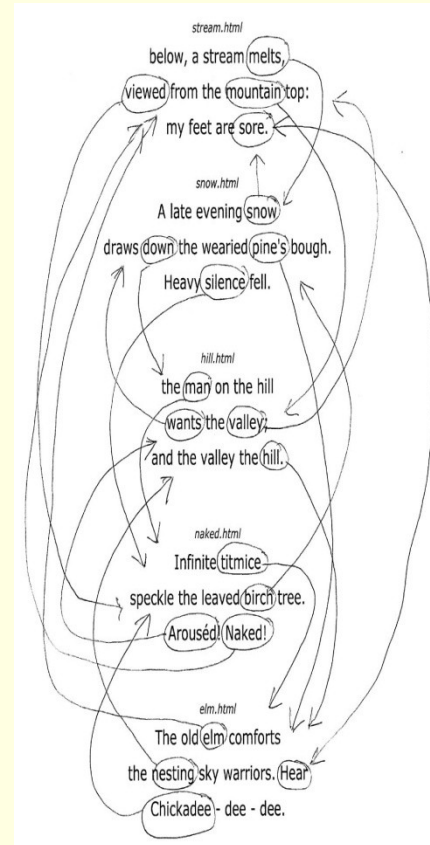 stream.html
below, a stream melts,
viewed from the mountain top:
my feet are sore.
snow.html
A late evening snow
draws down the wearied pine's bough.
Heavy silence fell.
hill.html
the man on the hill
wants the valley;
and the valley the hill.
naked.html
Infinite titmice
speckle the leaved birch tree.
Arouséd! Naked!
elm.html
The old elm comforts
the nesting sky warriors. Hear
Chickadee - dee - dee.